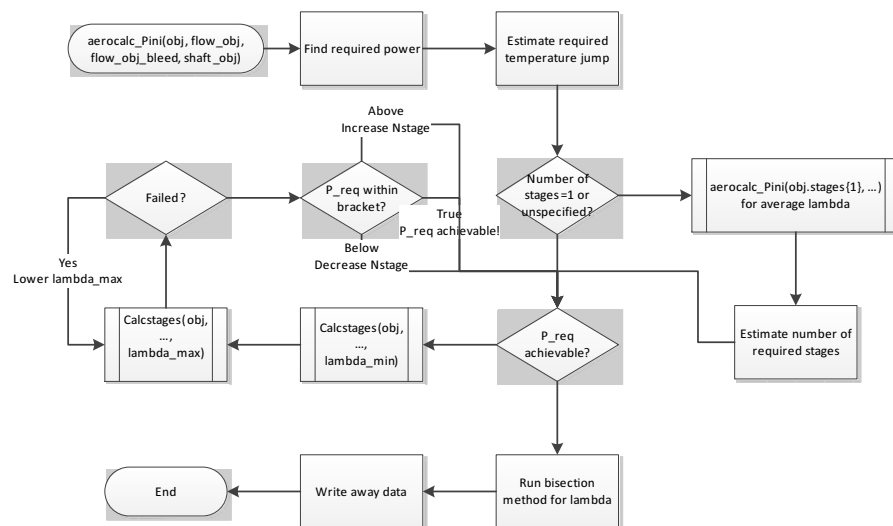 aerocalc_Pini(obj, flow_obj,
flow_obj_bleed, shaft_obj)
Find required power
Estimate required
temperature jump
Above
Increase Nstage
Failed?
P_req within
bracket?
Number of
stages=1 or
unspecified?
aerocalc_Pini(obj.stages{1}, …)
for average lambda
True
P_req achievable!
Below
Decrease Nstage
Yes
Lower lambda_max
Calcstages(obj,
…,
lambda_max)
Calcstages(obj,
…,
lambda_min)
P_req
achievable?
Estimate number of
required stages
End
Write away data
Run bisection
method for lambda